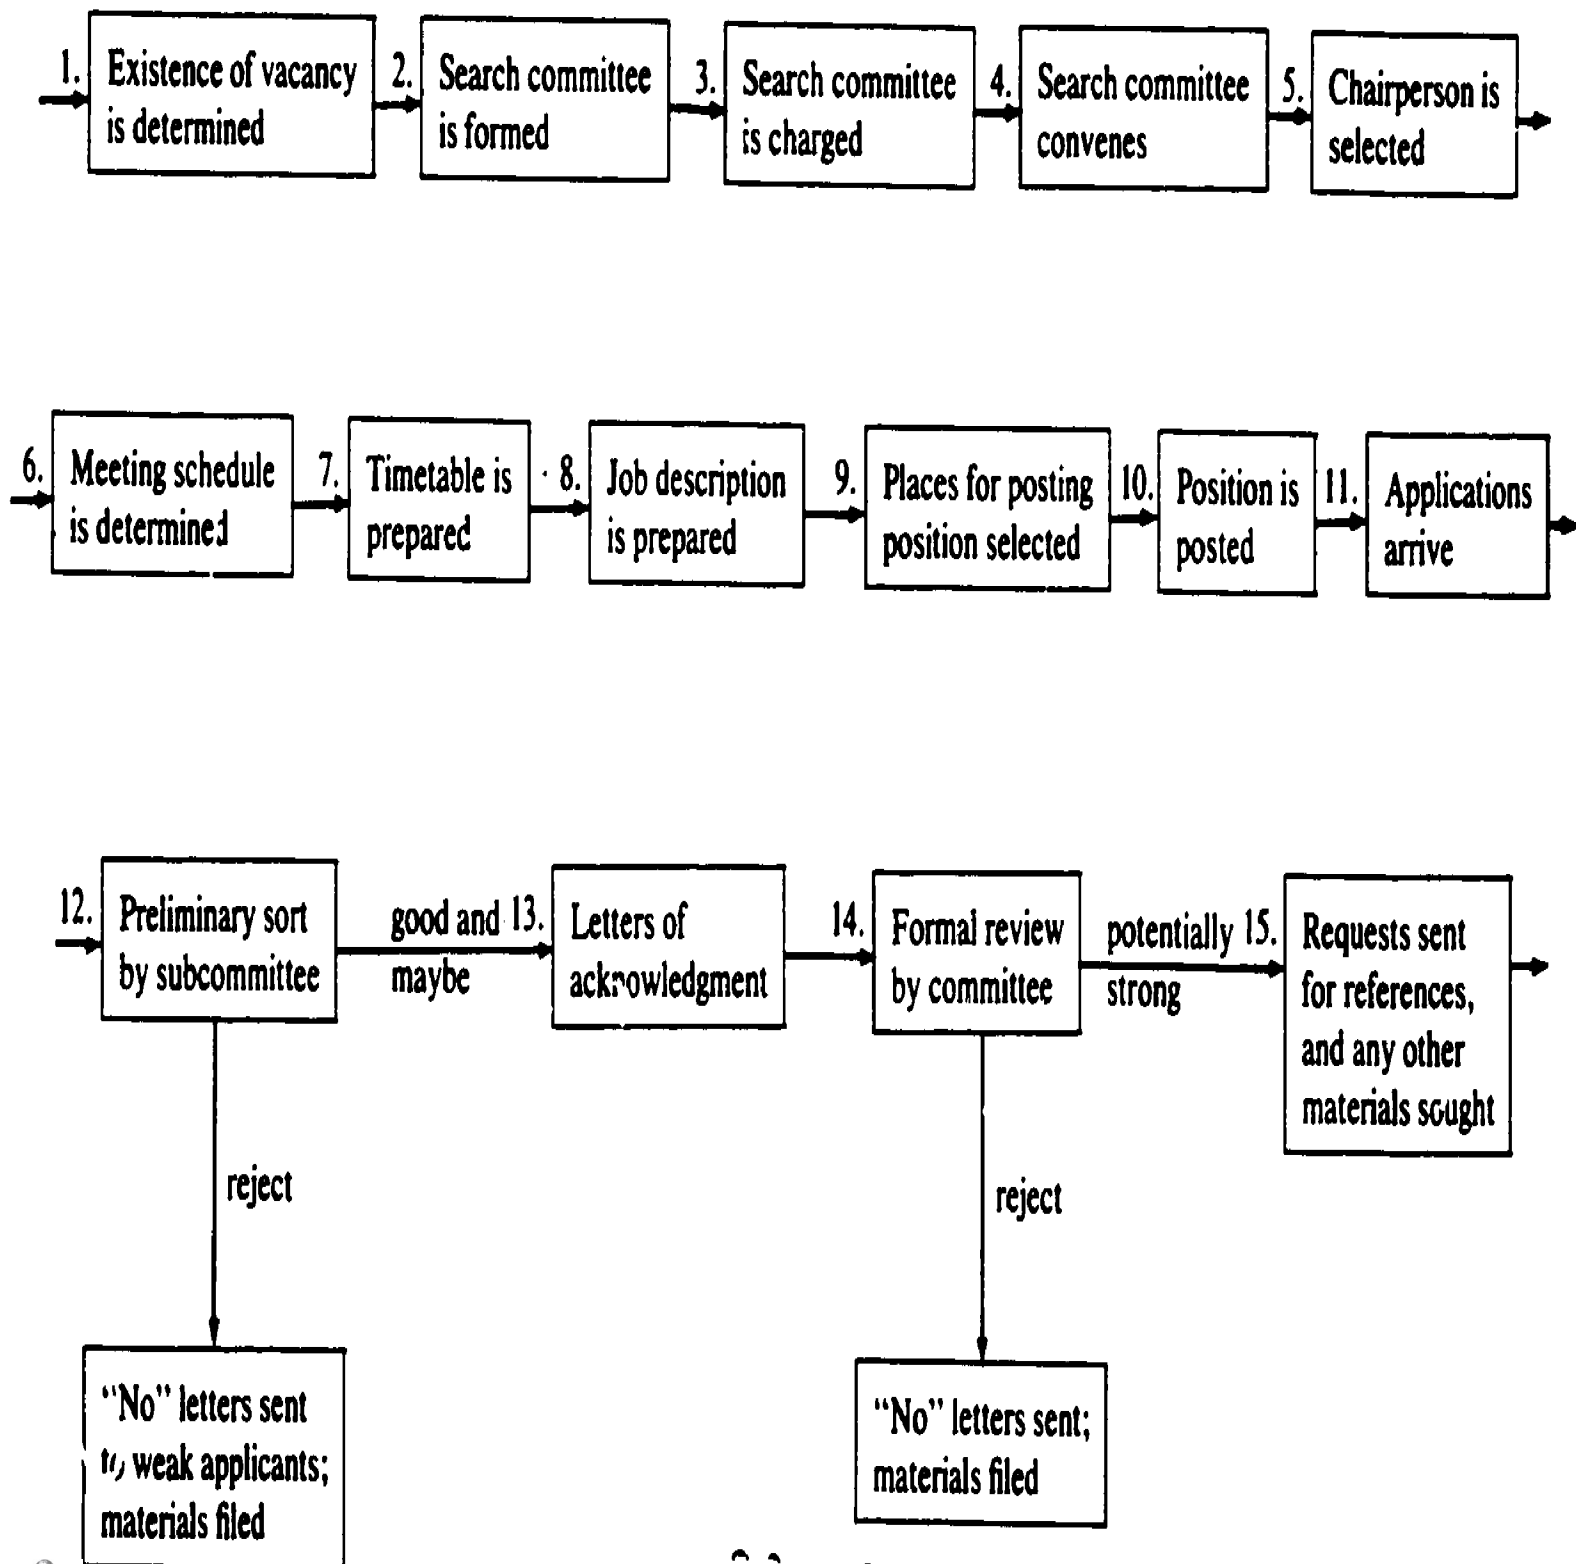 1. Existence of vacancy
is determined
2. Search committee
is formed
3. Search committee
is charged
4. Search committee
convenes
5. Chairperson is
selected
6. Meeting schedule
is determined
7. Timetable is
prepared
8. Job description
is prepared
9. Places for posting
position selected
10. Position is
posted
11. Applications
arrive
12. Preliminary sort
by subcommittee
good and
maybe
13. Letters of
acknowledgment
14. Formal review
by committee
potentially
strong
15. Requests sent
for references,
and any other
materials sought
reject
reject
“No” letters sent
to weak applicants;
materials filed
“No” letters sent;
materials filed